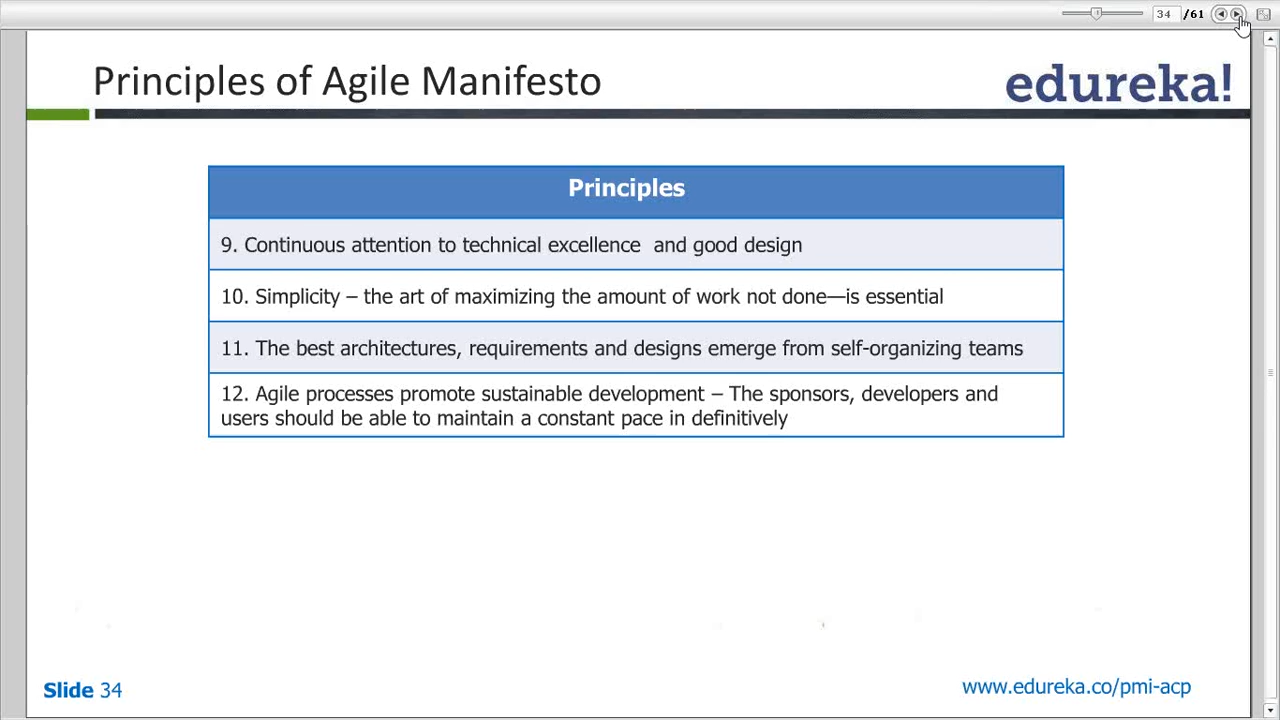 34 /61
Principles of Agile Manifesto
edureka!
Principles
9. Continuous attention to technical excellence  and good design
10. Simplicity – the art of maximizing the amount of work not done—is essential
11. The best architectures, requirements and designs emerge from self-organizing teams
12. Agile processes promote sustainable development – The sponsors, developers and
users should be able to maintain a constant pace in definitively
Slide 34
www.edureka.co/pmi-acp